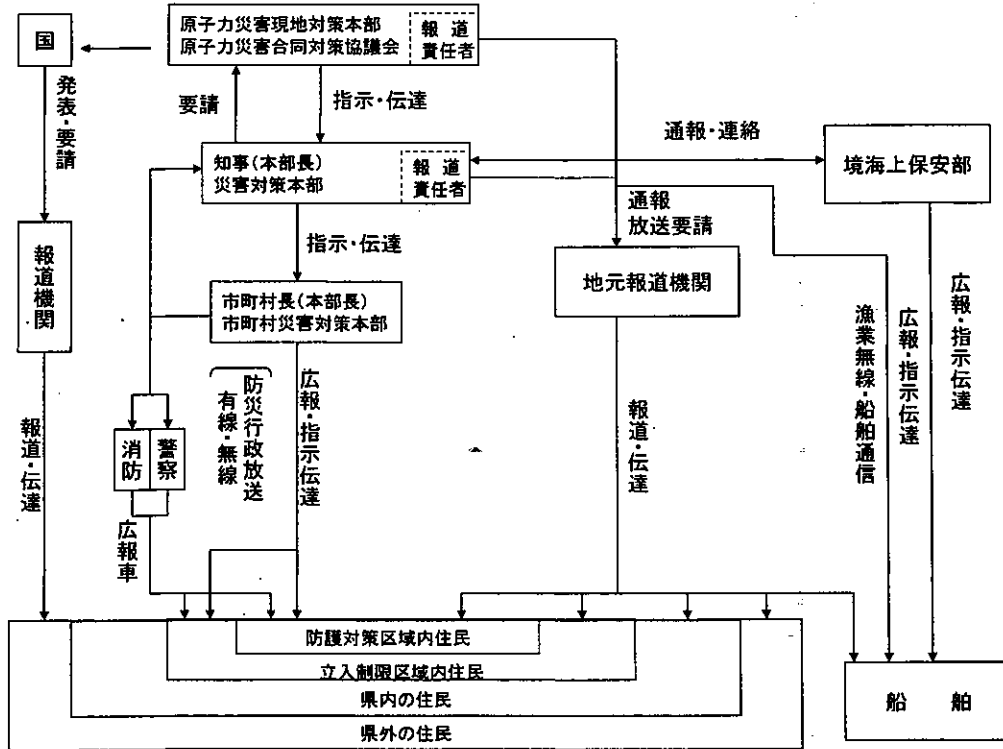 国
原子力災害現地対策本部
原子力災害合同対策協議会
報道
責任者
発表・要請
要請
指示・伝達
通報・連絡
知事(本部長)
災害対策本部
報道
責任者
境海上保安部
通報
放送要請
指示・伝達
報道機関
地元報道機関
市町村長(本部長)
市町村災害対策本部
漁業無線・船舶通信
広報・指示伝達
広報・指示伝達
防災行政放送
有線・無線
広報・指示伝達
報道・伝達
報道・伝達
消防
警察
広報車
防護対策区域内住民
立入制限区域内住民
県内の住民
県外の住民
船舶